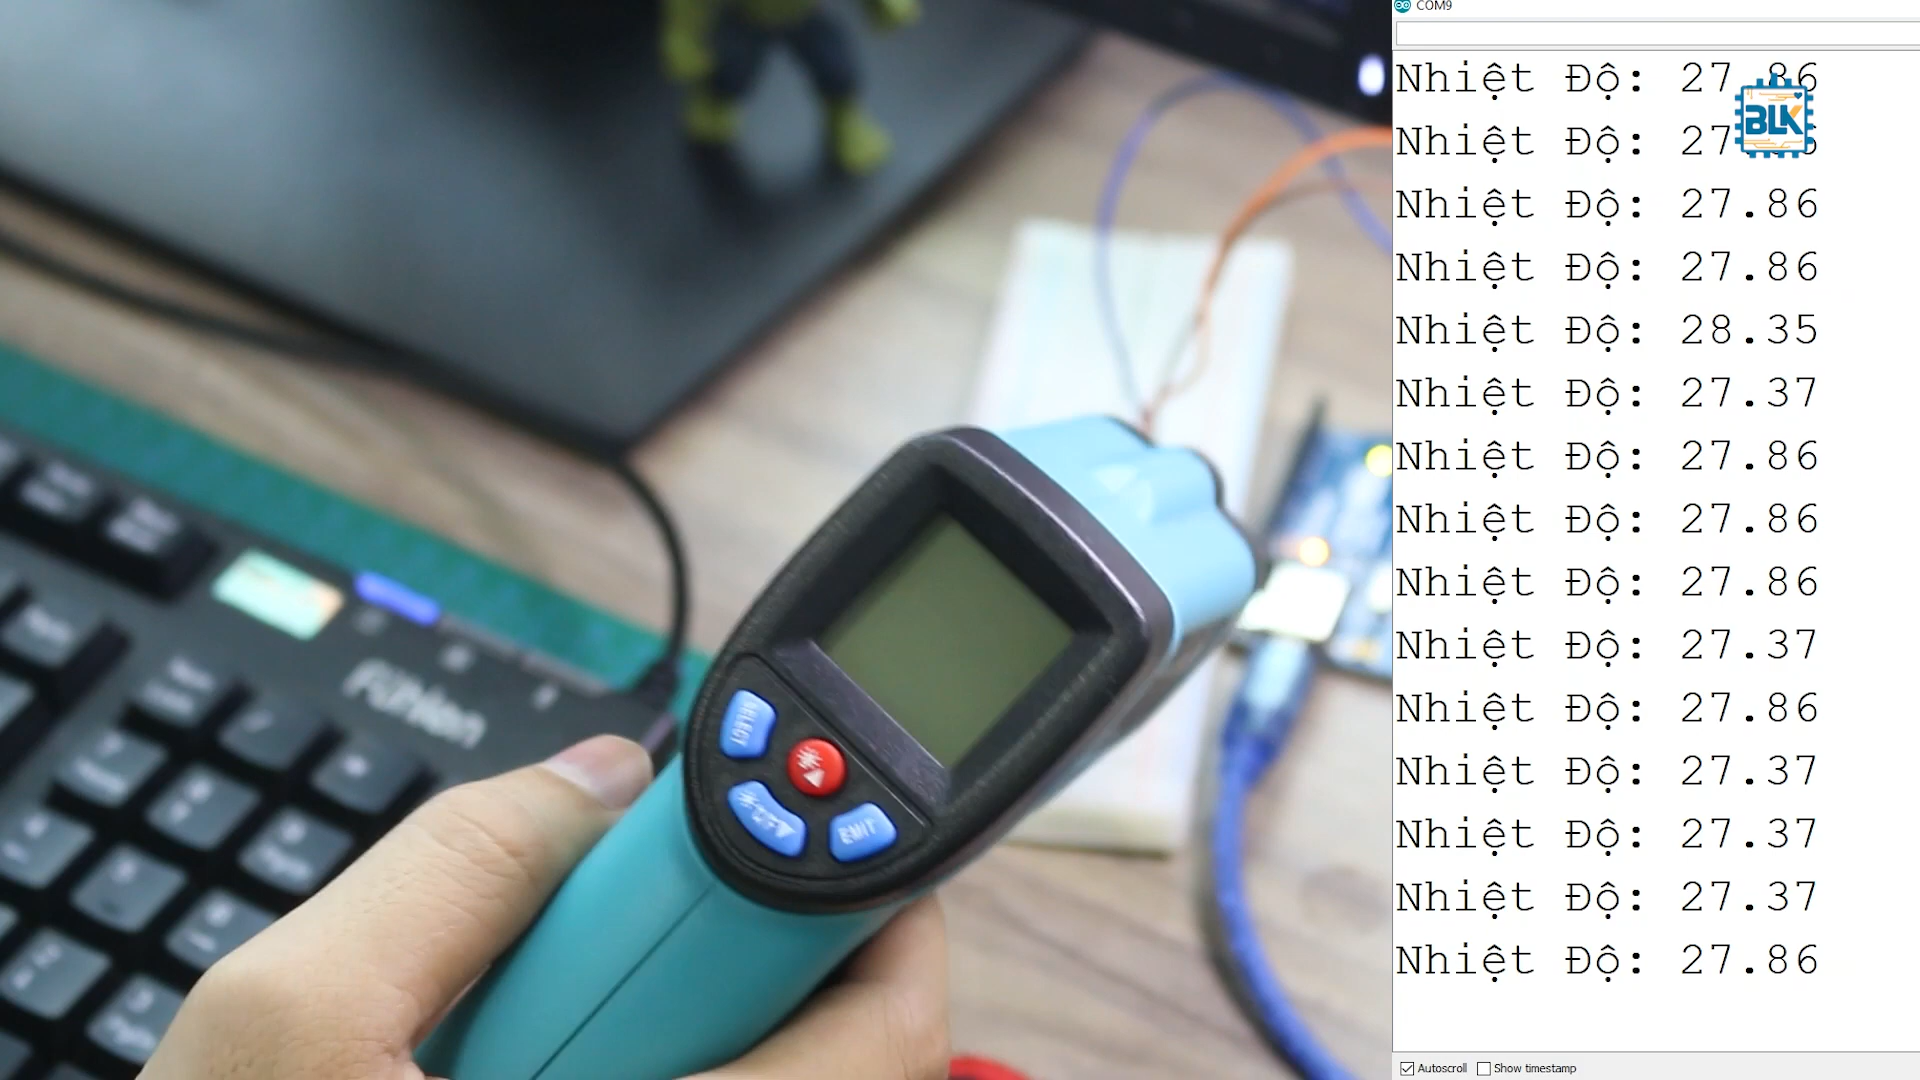 COM9
Nhiệt Độ: 27.86
Nhiệt Độ: 27
BLK
Nhiệt Độ: 27.86
Nhiệt Độ: 27.86
Nhiệt Độ: 28.35
Nhiệt Độ: 27.37
Nhiệt Độ: 27.86
Nhiệt Độ: 27.86
Nhiệt Độ: 27.86
Nhiệt Độ: 27.37
Nhiệt Độ: 27.86
Nhiệt Độ: 27.37
Nhiệt Độ: 27.37
Nhiệt Độ: 27.37
Nhiệt Độ: 27.86
Autoscroll
Show timestamp
Fühlen
SELECT
EMIT